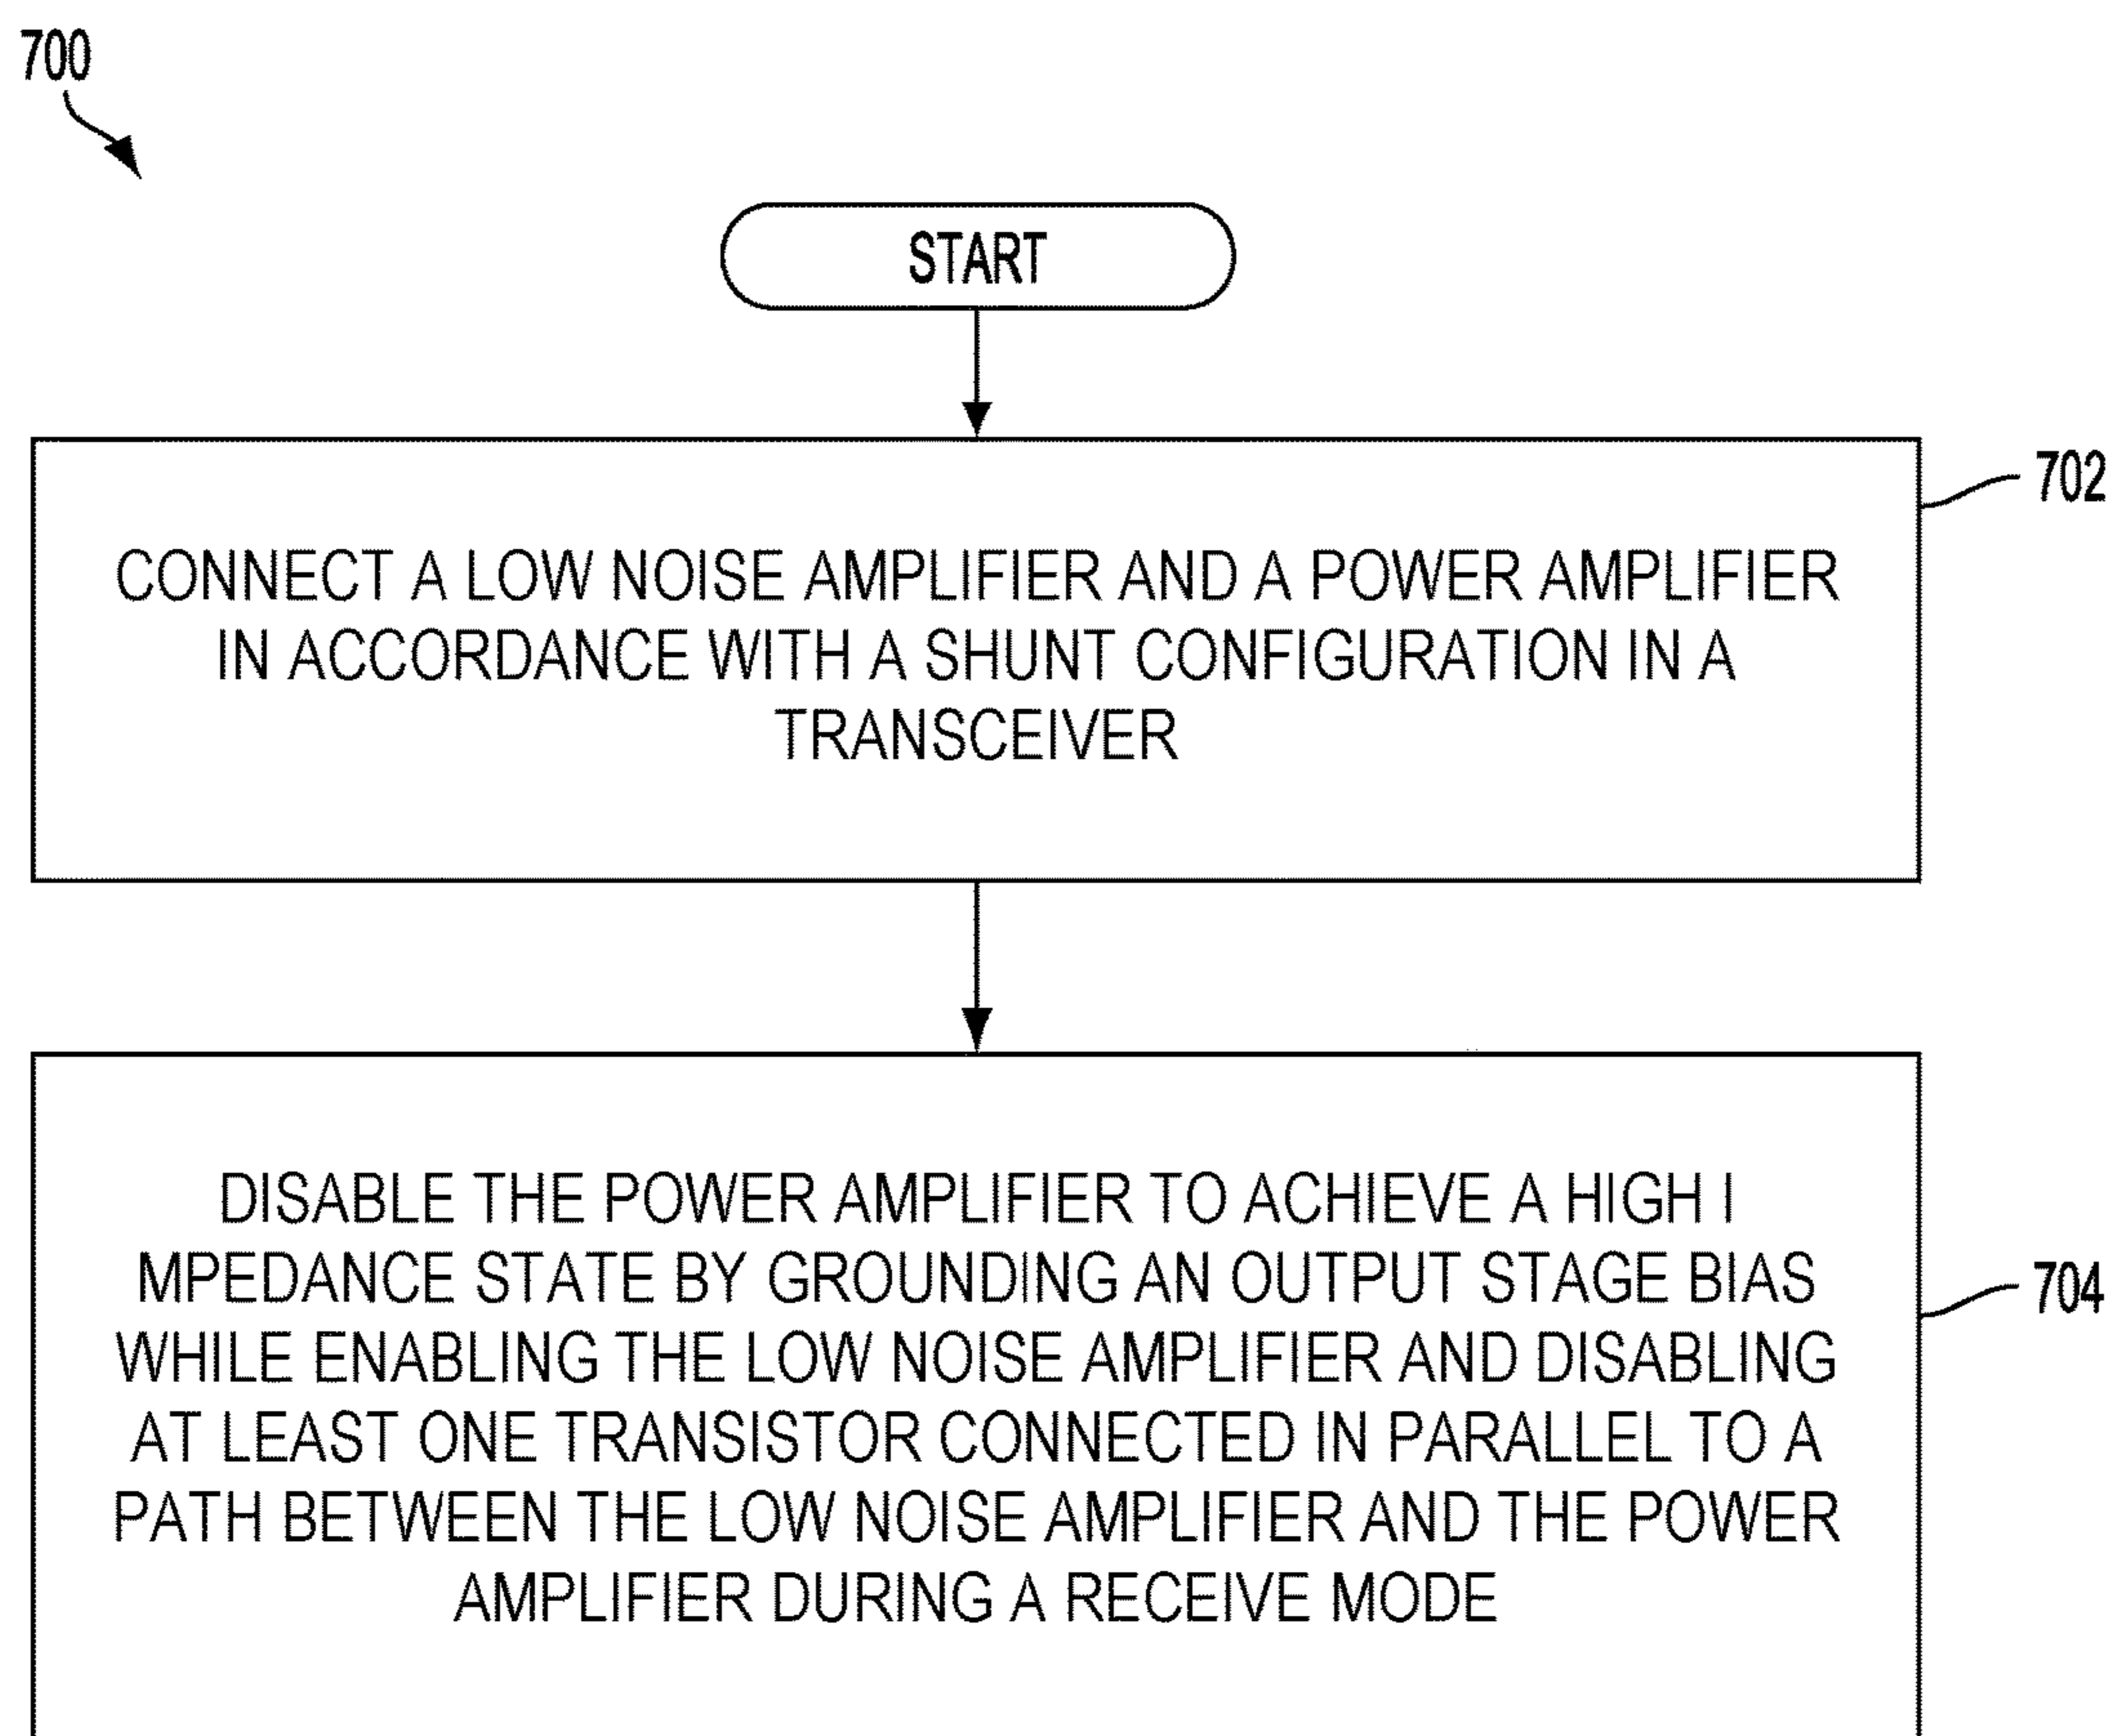 700
START
702
CONNECT A LOW NOISE AMPLIFIER AND A POWER AMPLIFIER
IN ACCORDANCE WITH A SHUNT CONFIGURATION IN A
TRANSCEIVER
DISABLE THE POWER AMPLIFIER TO ACHIEVE A HIGH I
MPEDANCE STATE BY GROUNDING AN OUTPUT STAGE BIAS
704
WHILE ENABLING THE LOW NOISE AMPLIFIER AND DISABLING
AT LEAST ONE TRANSISTOR CONNECTED IN PARALLEL TO A
PATH BETWEEN THE LOW NOISE AMPLIFIER AND THE POWER
AMPLIFIER DURING A RECEIVE MODE